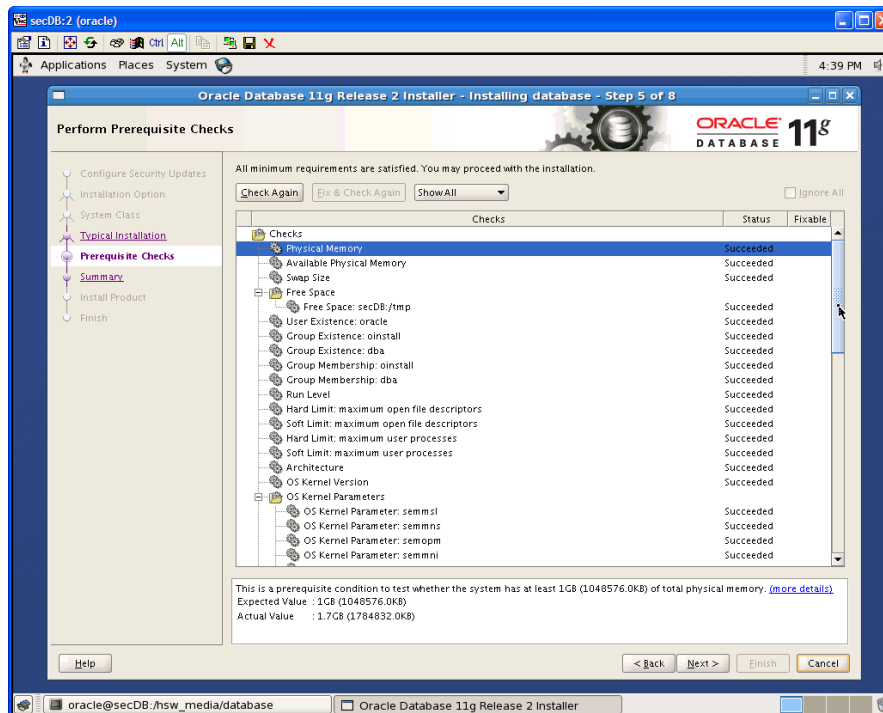 secDB:2 (oracle)
Ctrl Alt
Applications Places System 4:39 PM
Oracle Database 11g Release 2 Installer - Installing database - Step 5 of 8
Perform Prerequisite Checks
ORACLE
DATABASE 11g
Configure Security Updates
Installation Option
System Class
Typical Installation
Prerequisite Checks
Summary
Install Product
Finish
All minimum requirements are satisfied. You may proceed with the installation.
Check Again Fix & Check Again Show All Ignore All
Checks Status Fixable
Checks
Physical Memory Succeeded
Available Physical Memory Succeeded
Swap Size Succeeded
Free Space
Free Space: secDB:/tmp Succeeded
User Existence: oracle Succeeded
Group Existence: oinstall Succeeded
Group Existence: dba Succeeded
Group Membership: oinstall Succeeded
Group Membership: dba Succeeded
Run Level Succeeded
Hard Limit: maximum open file descriptors Succeeded
Soft Limit: maximum open file descriptors Succeeded
Hard Limit: maximum user processes Succeeded
Soft Limit: maximum user processes Succeeded
Architecture Succeeded
OS Kernel Version Succeeded
OS Kernel Parameters
OS Kernel Parameter: semmsl Succeeded
OS Kernel Parameter: semmns Succeeded
OS Kernel Parameter: semopm Succeeded
OS Kernel Parameter: semmni Succeeded
This is a prerequisite condition to test whether the system has at least 1GB (1048576.0KB) of total physical memory. (more details)
Expected Value : 1GB (1048576.0KB)
Actual Value : 1.7GB (1784832.0KB)
Help < Back Next > Finish Cancel
oracle@secDB:/hsw_media/database Oracle Database 11g Release 2 Installer